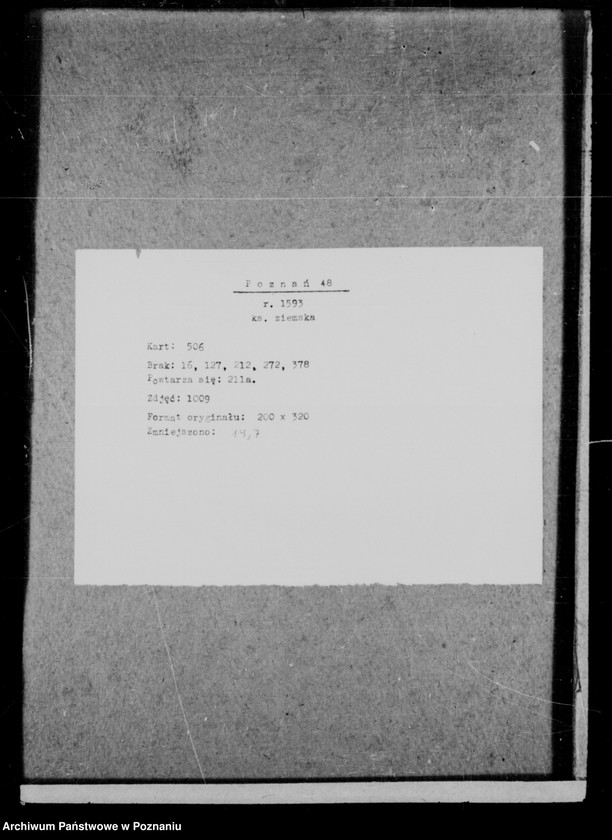 Poznań 48
r. 1593
ks. ziemska
Kart: 506
Brak: 16, 127, 212, 272, 378
Powtarza się: 211a.
Zdjęć: 1009
Format oryginału: 200 x 320
Zmniejszono: 14,7
Archiwum Państwowe w Poznaniu